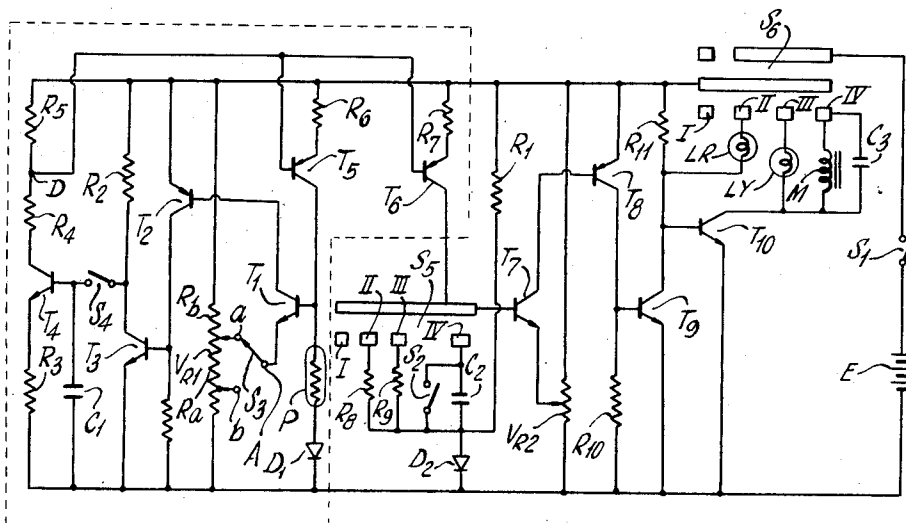 S6
R5
R6
R7
I
II
III
IV
D
R2
R1
R11
LR
LY
M
C3
T5
T6
T8
R4
T2
T7
T10
S1
T1
S5
S4
Rb
a
II
III
T4
T3
VR1
S3
I
IV
S2
C2
T9
E
R3
C1
Ra
b
A
P
R8
R9
VR2
R10
D1
D2